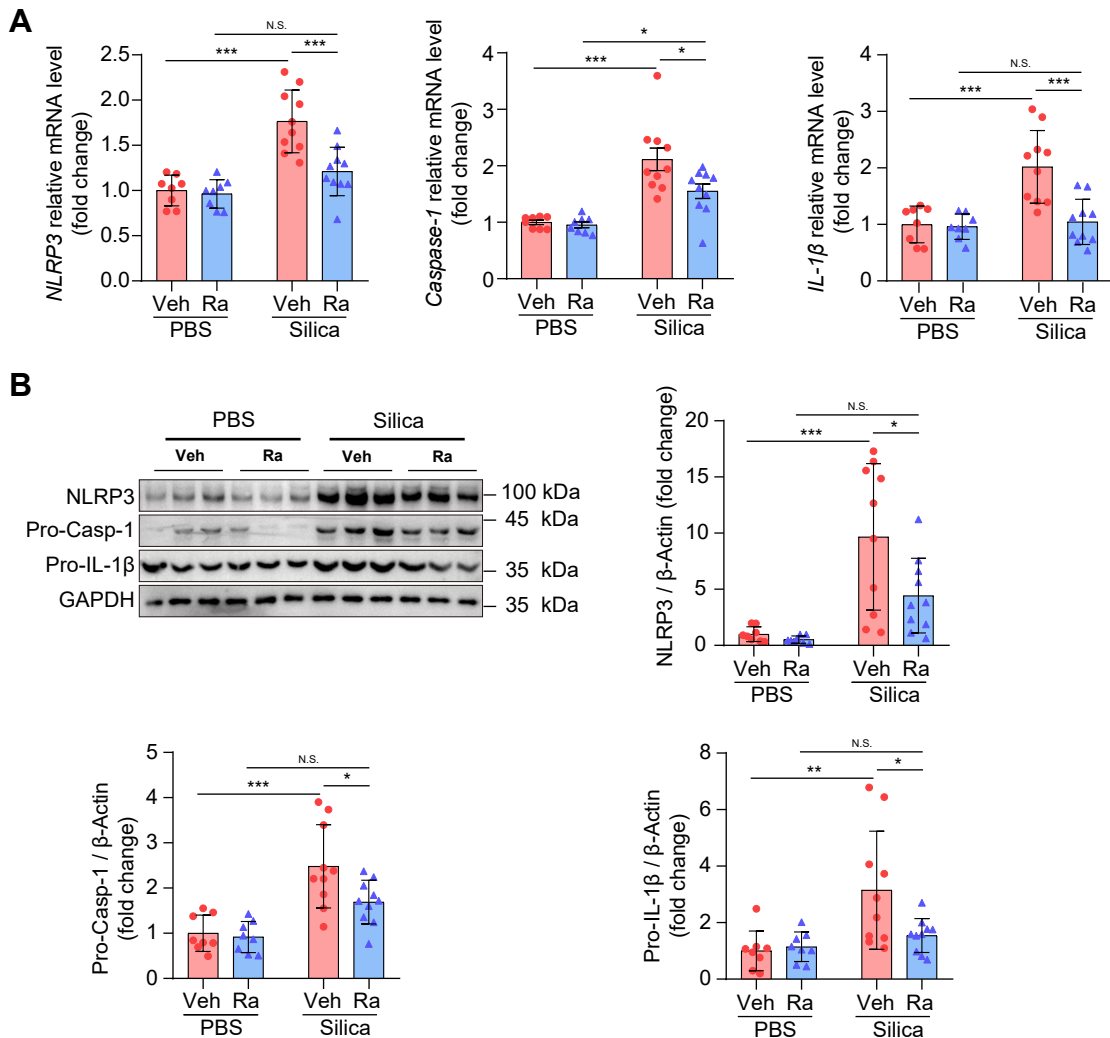 A
NLRP3 relative mRNA level
(fold change)
2.5
2.0
1.5
1.0
0.5
0.0
***
N.S.
***
Veh Ra Veh Ra
PBS Silica
Caspase-1 relative mRNA level
(fold change)
4
3
2
1
0
***
*
*
Veh Ra Veh Ra
PBS Silica
IL-1β relative mRNA level
(fold change)
4
3
2
1
0
***
N.S.
***
Veh Ra Veh Ra
PBS Silica
B
PBS Silica
Veh Ra Veh Ra
NLRP3 100 kDa
Pro-Casp-1 45 kDa
Pro-IL-1β 35 kDa
GAPDH 35 kDa
NLRP3 / β-Actin (fold change)
20
15
10
5
0
***
N.S.
*
Veh Ra Veh Ra
PBS Silica
Pro-Casp-1 / β-Actin
(fold change)
5
4
3
2
1
0
***
N.S.
*
Veh Ra Veh Ra
PBS Silica
Pro-IL-1β / β-Actin
(fold change)
8
6
4
2
0
**
N.S.
*
Veh Ra Veh Ra
PBS Silica